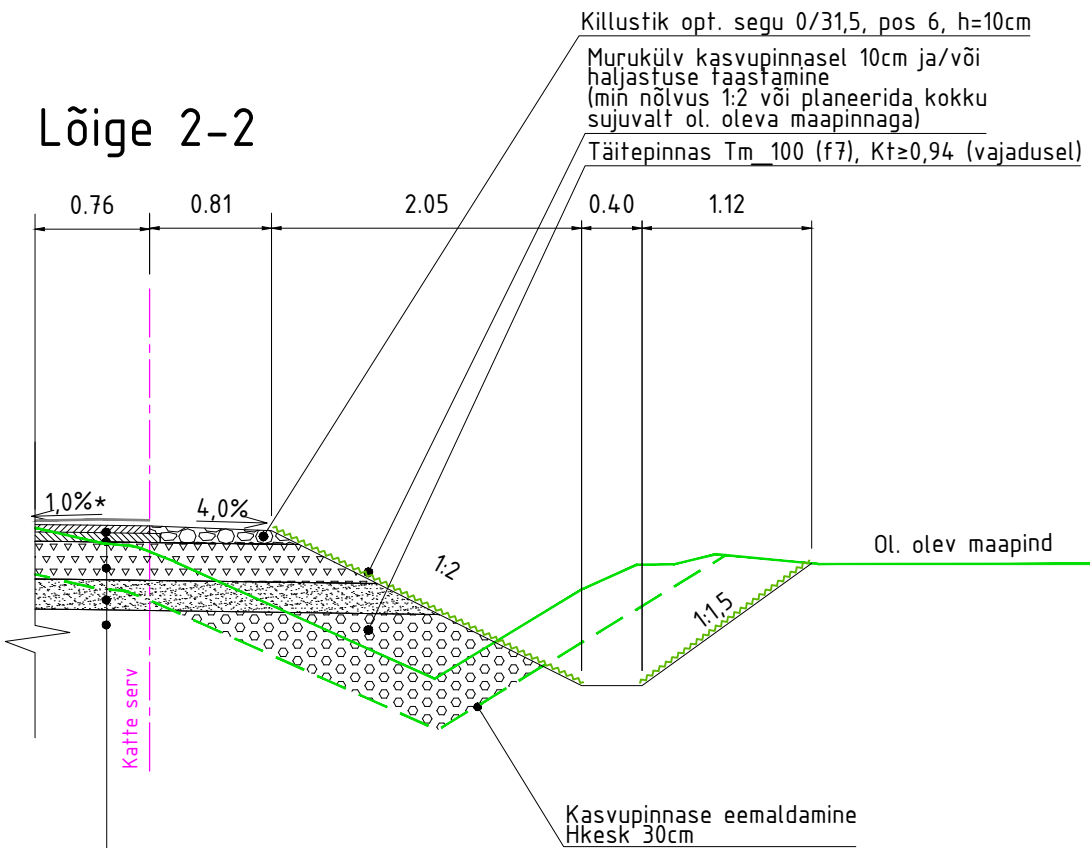 Killustik opt. segu 0/31,5, pos 6, h=10cm
Murukülv kasvupinnasel 10cm ja/või
haljastuse taastamine
(min nõlvus 1:2 või planeerida kokku
sujuvalt ol. oleva maapinnaga)
Täitepinnas Tm_100 (f7), Kt≥0,94 (vajadusel)
Lõige 2-2
0.76
0.81
2.05
0.40
1.12
1,0%*
4,0%
1:2
1:1,5
Ol. olev maapind
Katte serv
Kasvupinnase eemaldamine
Hkesk 30cm